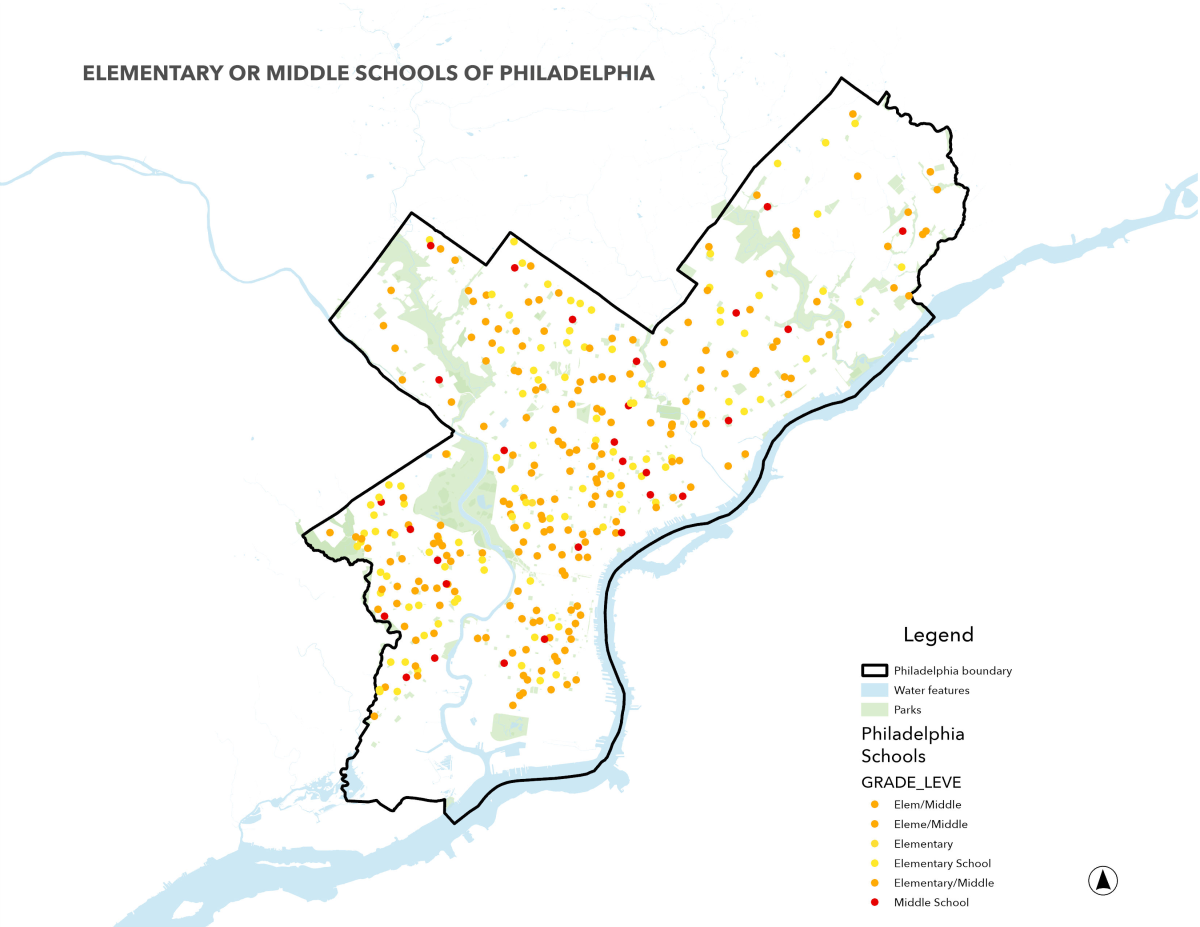 ELEMENTARY OR MIDDLE SCHOOLS OF PHILADELPHIA
Legend
Philadelphia boundary
Water features
Parks
Philadelphia
Schools
GRADE_LEVE
Elem/Middle
Eleme/Middle
Elementary
Elementary School
Elementary/Middle
Middle School